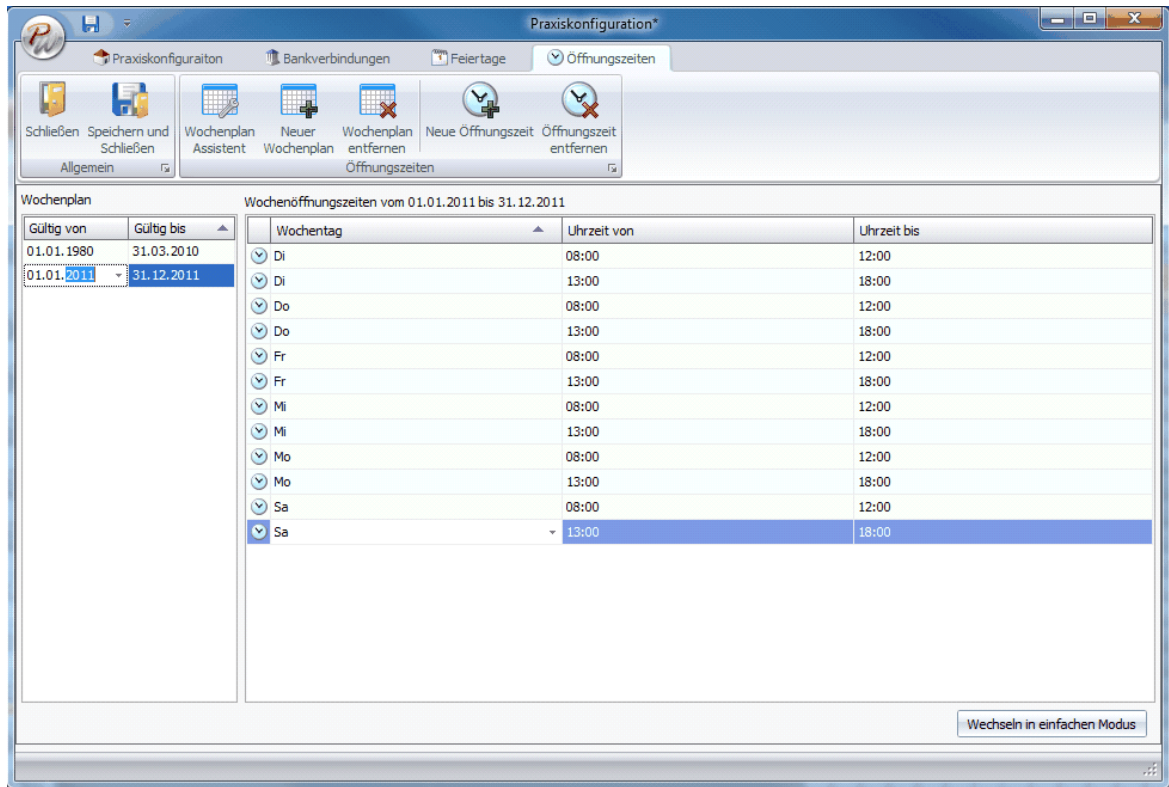 Praxiskonfiguration*
PW
Praxiskonfiguraiton Bankverbindungen Feiertage Öffnungszeiten
Schließen Speichern und Schließen Wochenplan Assistent Neuer Wochenplan Wochenplan entfernen Neue Öffnungszeit Öffnungszeit entfernen
Allgemein Öffnungszeiten
Wochenplan Wochenöffnungszeiten vom 01.01.2011 bis 31.12.2011
Gültig von Gültig bis Wochentag Uhrzeit von Uhrzeit bis
01.01.1980 31.03.2010 Di 08:00 12:00
01.01.2011 31.12.2011 Di 13:00 18:00
Do 08:00 12:00
Do 13:00 18:00
Fr 08:00 12:00
Fr 13:00 18:00
Mi 08:00 12:00
Mi 13:00 18:00
Mo 08:00 12:00
Mo 13:00 18:00
Sa 08:00 12:00
Sa 13:00 18:00
Wechseln in einfachen Modus